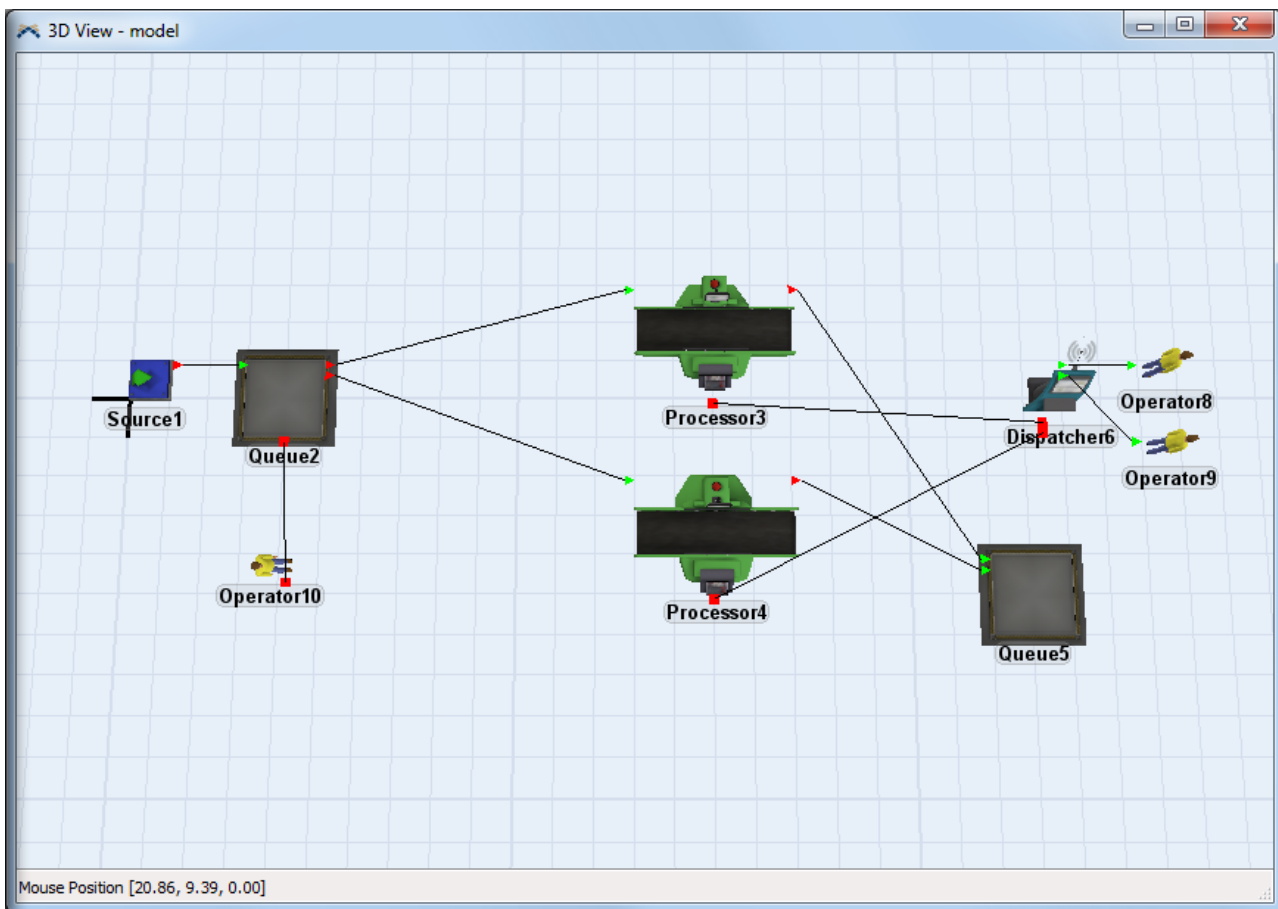 3D View - model
Source1
Queue2
Operator10
Processor3
Processor4
Dispatcher6
Operator8
Operator9
Queue5
Mouse Position [20.86, 9.39, 0.00]